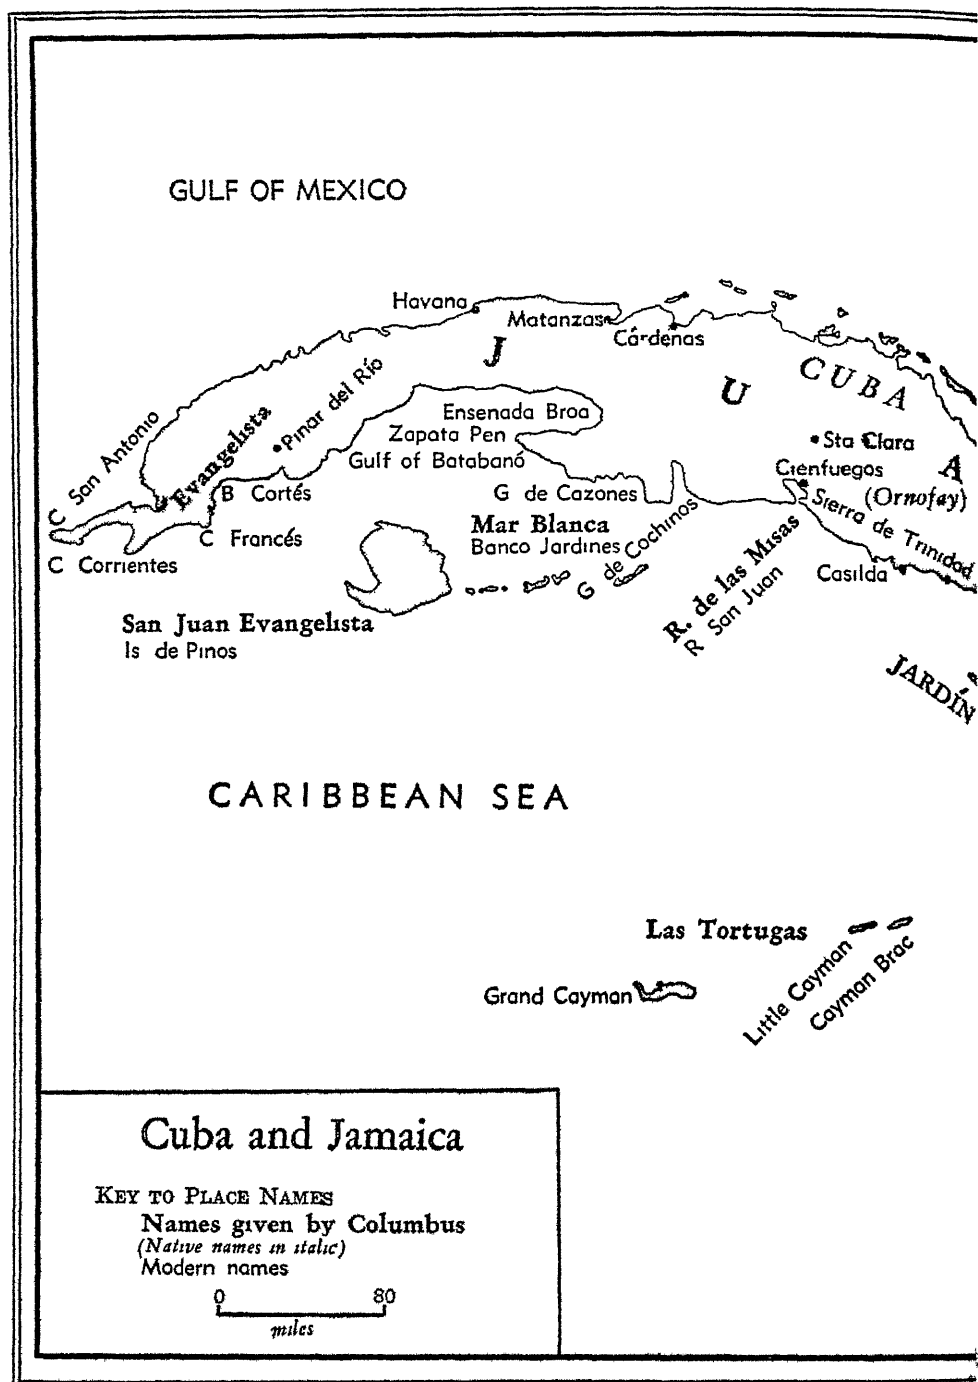 GULF OF MEXICO
Havana
Matanzas
Cárdenas
J
U
A
CUBA
Pinar del Río
Ensenada Broa
Zapata Pen
Gulf of Batabanó
Sta Clara
Cienfuegos
(Ornofay)
C San Antonio
Evangelista
B Cortés
G de Cazones
Sierra de Trinidad
C Francés
Mar Blanca
Banco Jardines
G de Cochinos
C Corrientes
Casilda
R. de las Misas
R San Juan
San Juan Evangelista
Is de Pinos
JARDÍN
CARIBBEAN SEA
Las Tortugas
Grand Cayman
Little Cayman
Cayman Brac
Cuba and Jamaica
KEY TO PLACE NAMES
Names given by Columbus
(Native names in italic)
Modern names
0 80
miles